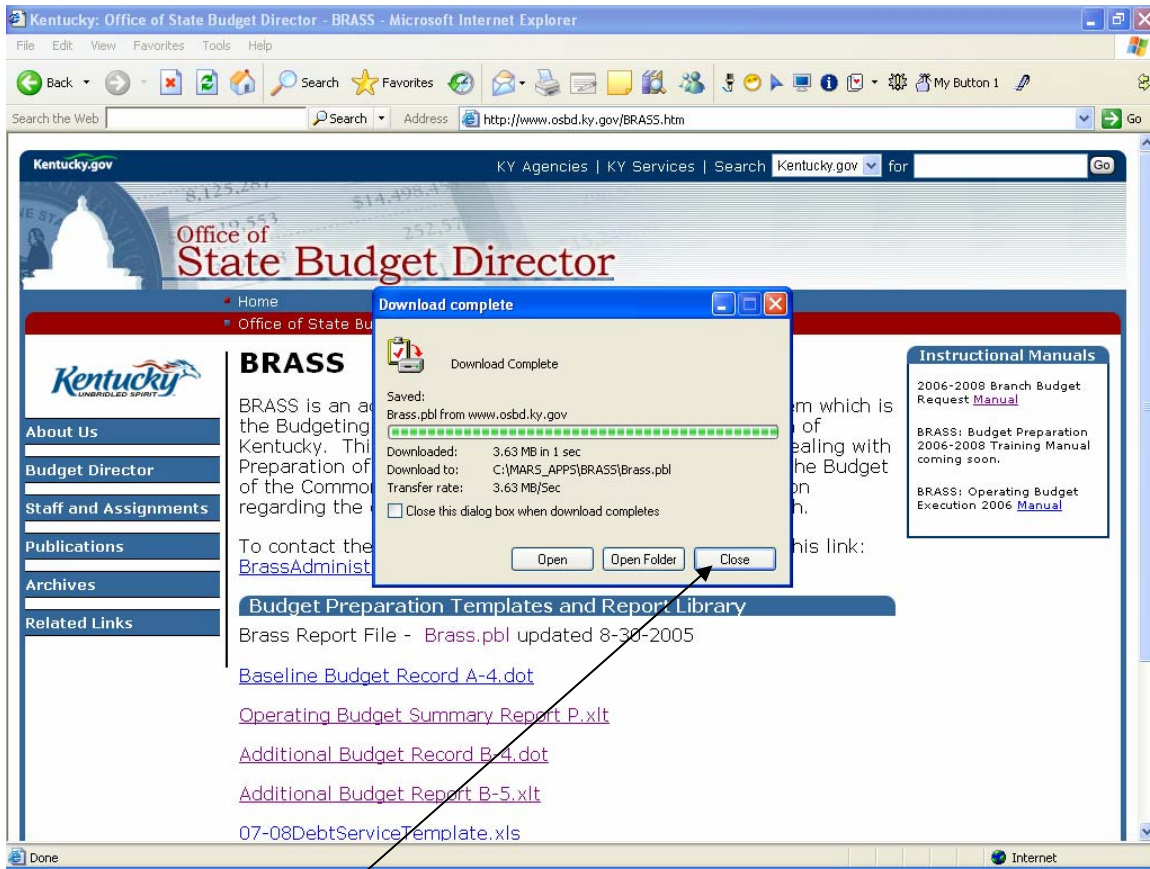 Kentucky: Office of State Budget Director - BRASS - Microsoft Internet Explorer
File Edit View Favorites Tools Help
Back Search Favorites My Button 1
Search the Web Search Address http://www.osbd.ky.gov/BRASS.htm Go
Kentucky.gov KY Agencies | KY Services | Search Kentucky.gov for Go
8,125,287 $14,498,45
252,57
Office of
State Budget Director
Home
Office of State Bu
Kentucky
UNBRIDLED SPIRIT
About Us
Budget Director
Staff and Assignments
Publications
Archives
Related Links
BRASS
BRASS is an a
the Budgeting
Kentucky. Thi
Preparation of
of the Commo
regarding the
To contact the
BrassAdminist
em which is
of
ealing with
he Budget
on
h.
his link:
Download complete
Download Complete
Saved:
Brass.pbl from www.osbd.ky.gov
Downloaded: 3.63 MB in 1 sec
Download to: C:\MARS_APPS\BRASS\Brass.pbl
Transfer rate: 3.63 MB/Sec
Close this dialog box when download completes
Open Open Folder Close
Instructional Manuals
2006-2008 Branch Budget
Request Manual
BRASS: Budget Preparation
2006-2008 Training Manual
coming soon.
BRASS: Operating Budget
Execution 2006 Manual
Budget Preparation Templates and Report Library
Brass Report File - Brass.pbl updated 8-30-2005
Baseline Budget Record A-4.dot
Operating Budget Summary Report P.xlt
Additional Budget Record B-4.dot
Additional Budget Report B-5.xlt
07-08DebtServiceTemplate.xls
Done Internet